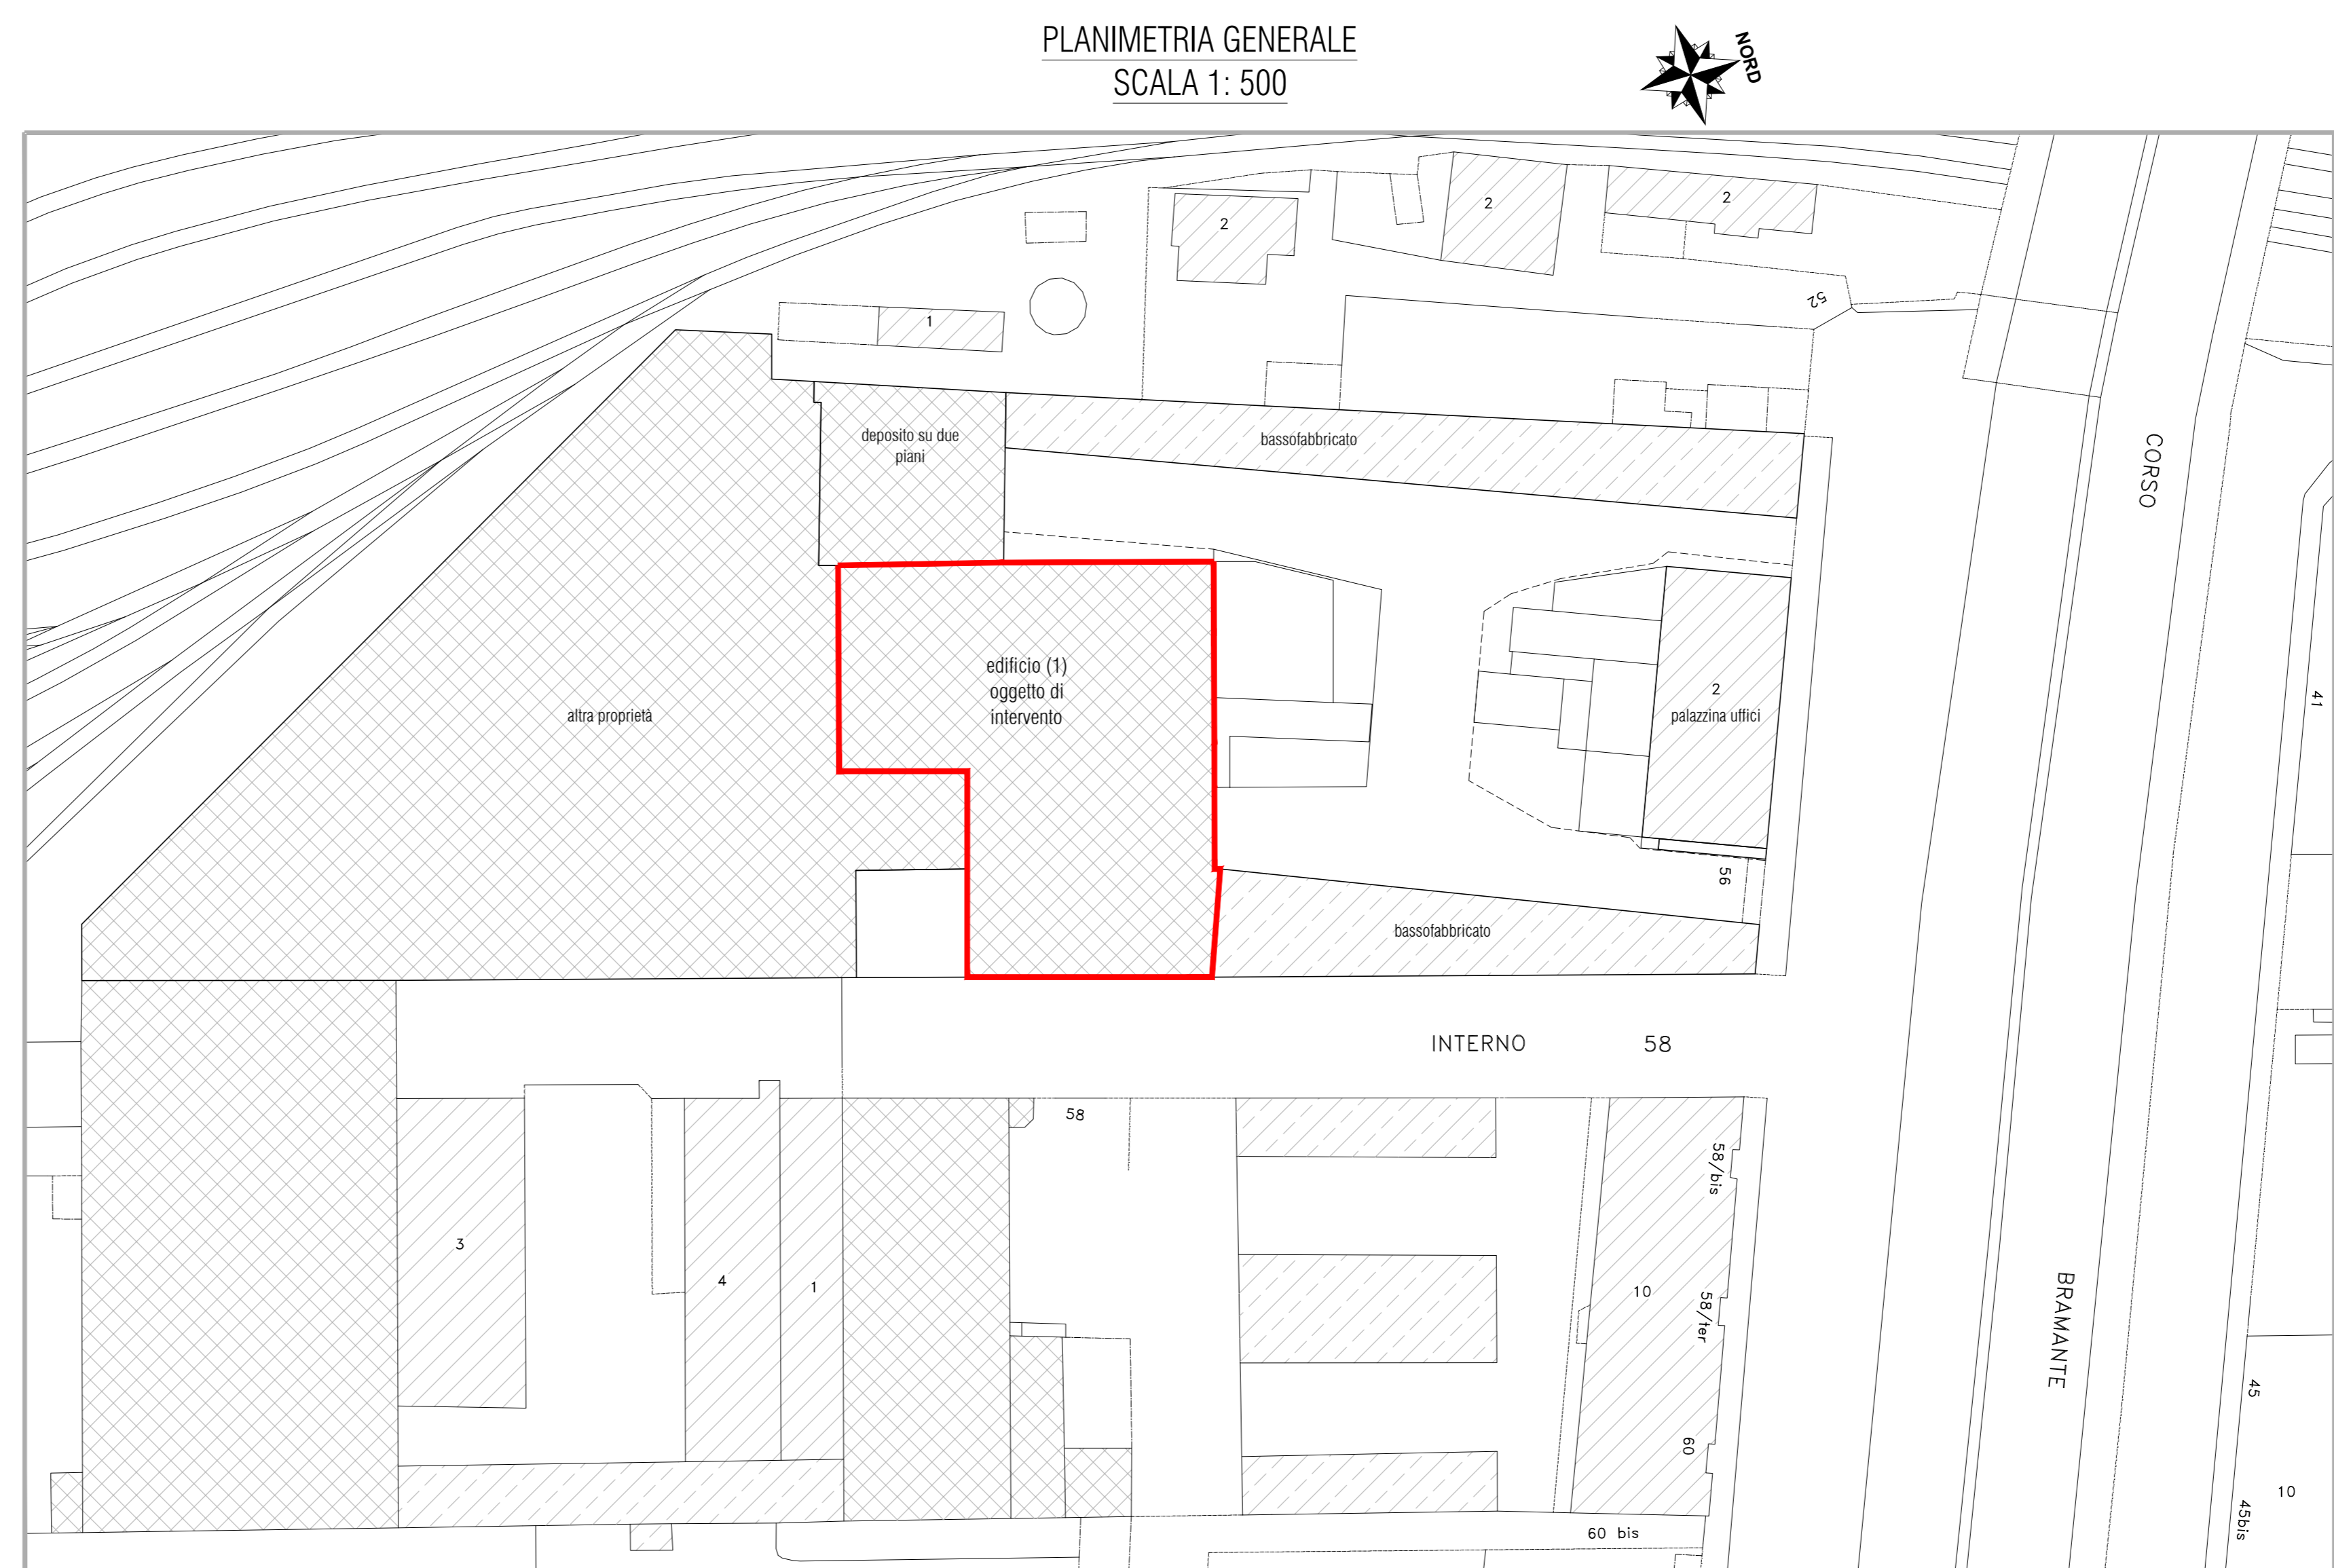 PLANIMETRIA GENERALE
SCALA 1: 500
NORD
2
2
2
52
1
CORSO
deposito su due
piani
bassofabbricato
edificio (1)
oggetto di
intervento
altra proprietà
2
palazzina uffici
41
56
bassofabbricato
INTERNO 58
58
58/bis
3
4
1
10
58/ter
BRAMANTE
45
60
10
45bis
60 bis